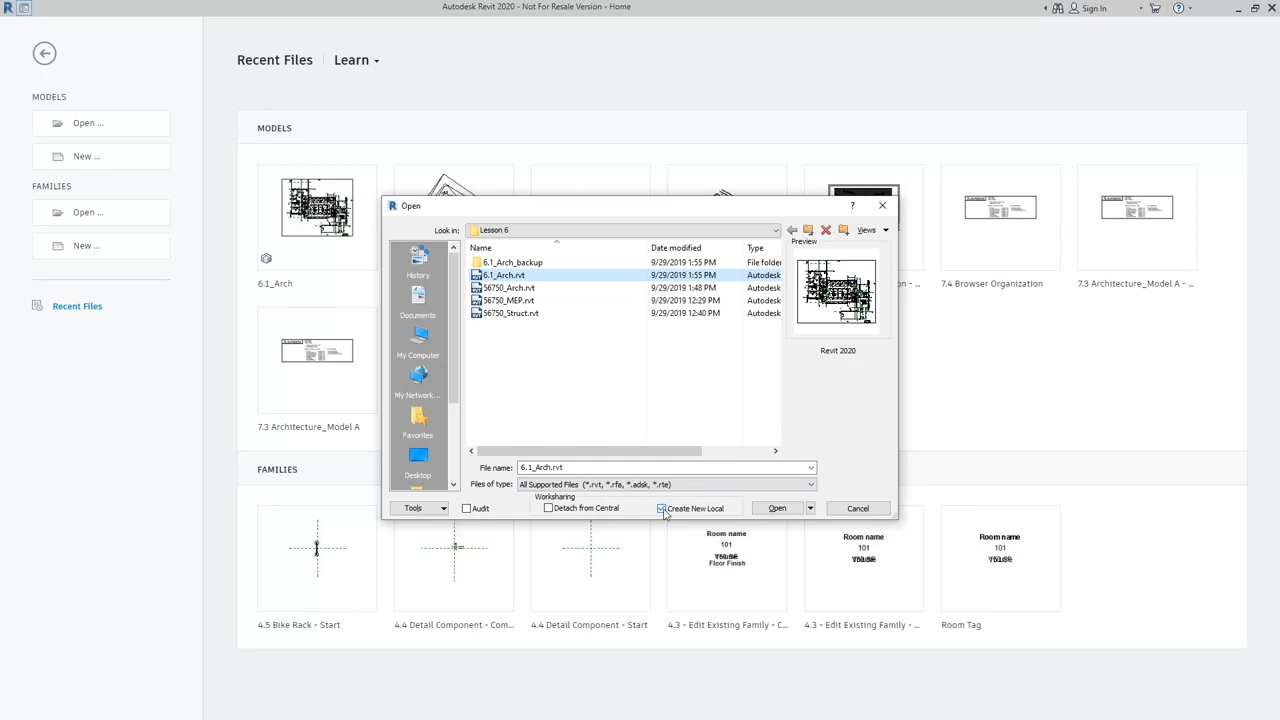 Autodesk Revit 2020 - Not For Resale Version - Home
Sign In
Recent Files
Learn
MODELS
Open ...
New ...
FAMILIES
Open ...
New ...
Recent Files
MODELS
6.1_Arch
7.4 Browser Organization
7.3 Architecture_Model A - ...
7.3 Architecture_Model A
FAMILIES
4.5 Bike Rack - Start
4.4 Detail Component - Com...
4.4 Detail Component - Start
Room name
101
Floor Finish
4.3 - Edit Existing Family - C...
Room name
101
4.3 - Edit Existing Family - ...
Room name
101
Room Tag
Open
Look in:
Lesson 6
Views
Name
Date modified
Type
6.1_Arch_backup
9/29/2019 1:55 PM
File folder
6.1_Arch.rvt
9/29/2019 1:55 PM
Autodesk
56750_Arch.rvt
9/29/2019 1:48 PM
Autodesk
56750_MEP.rvt
9/29/2019 12:29 PM
Autodesk
56750_Struct.rvt
9/29/2019 12:40 PM
Autodesk
History
Documents
My Computer
My Network...
Favorites
Desktop
Preview
Revit 2020
File name:
6.1_Arch.rvt
Files of type:
All Supported Files (*.rvt, *.rfa, *.adsk, *.rte)
Worksharing
Tools
Audit
Detach from Central
Create New Local
Open
Cancel